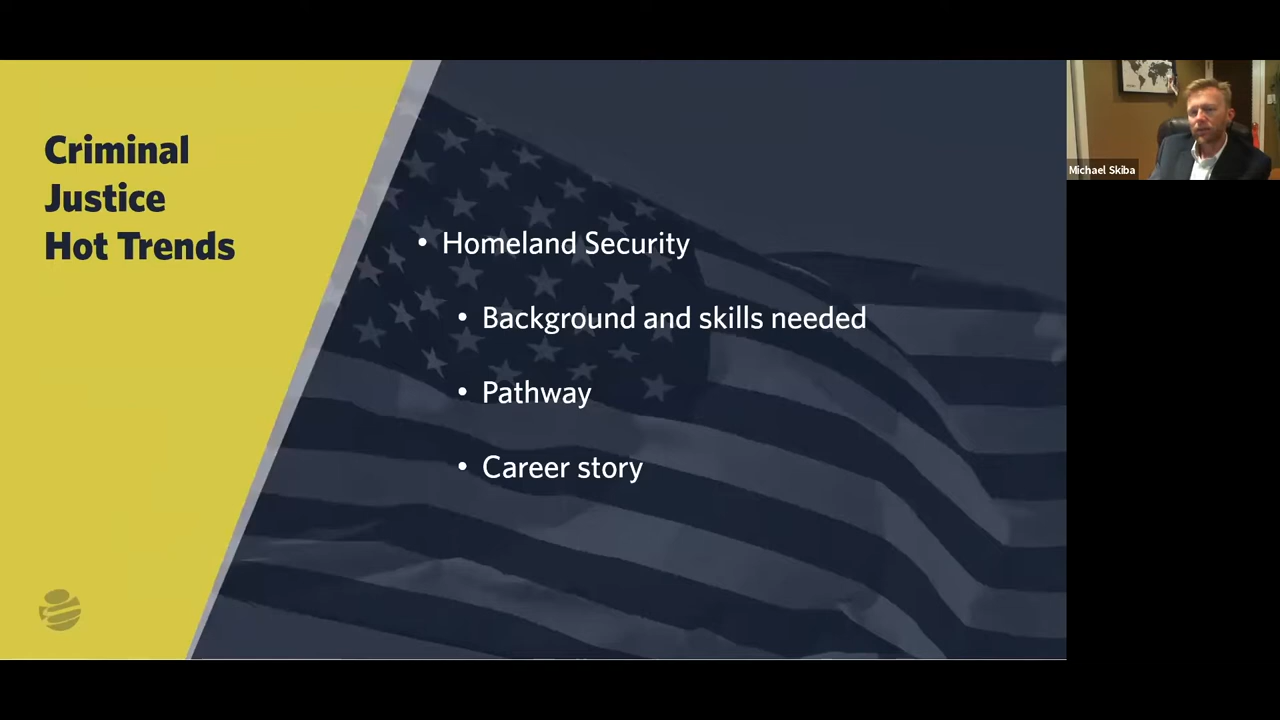 Criminal
Justice
Hot Trends
• Homeland Security
• Background and skills needed
• Pathway
• Career story
Michael Skiba